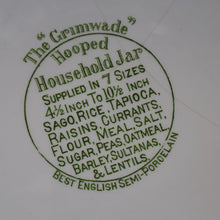 The "Grimwade"
Hooped
Household Jar
SUPPLIED IN 7 SIZES
4½ INCH TO 10½ INCH
SAGO, RICE, TAPIOCA,
RAISINS, CURRANTS,
FLOUR, MEAL, SALT,
SUGAR, PEAS, OATMEAL,
BARLEY, SULTANAS,
& LENTILS.
BEST ENGLISH SEMI-PORCELAIN